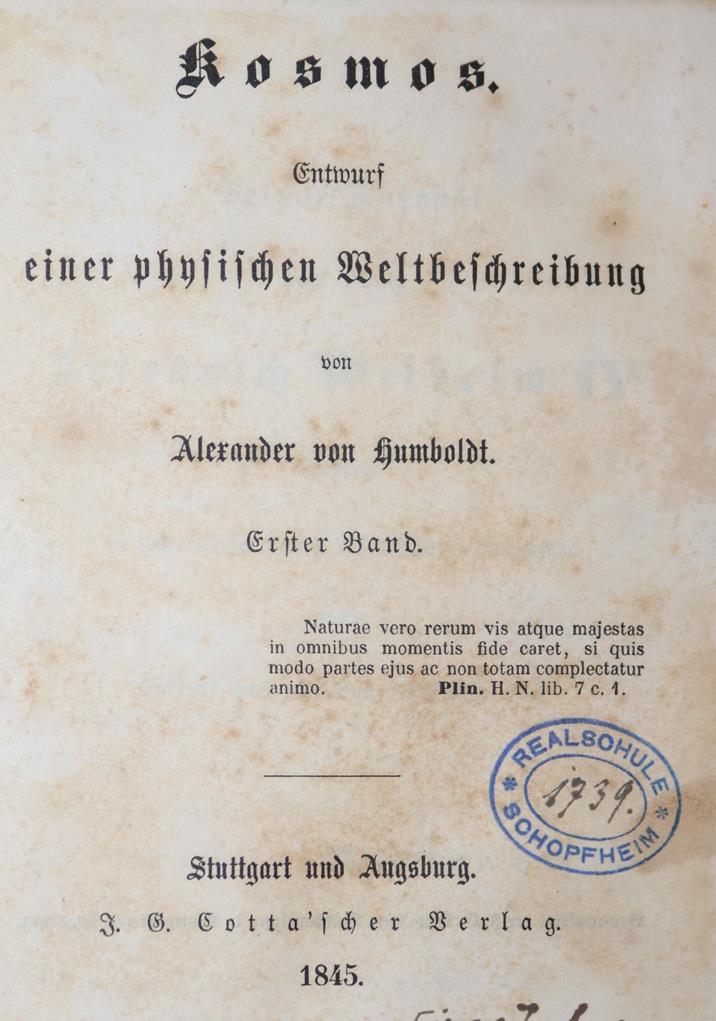 Kosmos.
Entwurf
einer phyſiſchen Weltbeſchreibung
von
Alexander von Humboldt.
Erſter Band.
Naturae vero rerum vis atque majestas
in omnibus momentis fide caret, si quis
modo partes ejus ac non totam complectatur
animo. Plin. H. N. lib. 7 c. 1.
* REALSCHULE *
1739.
SCHOPFHEIM
Stuttgart und Augsburg.
J. G. Cotta'ſcher Verlag.
1845.